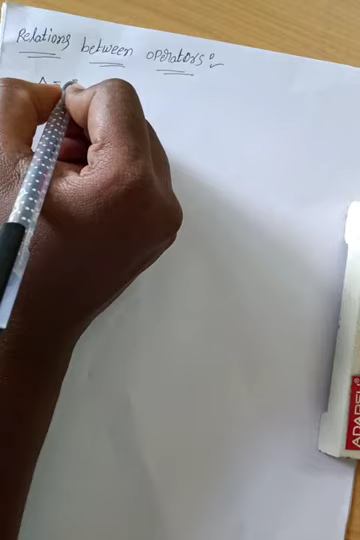 Relations between operators :-
Δ =